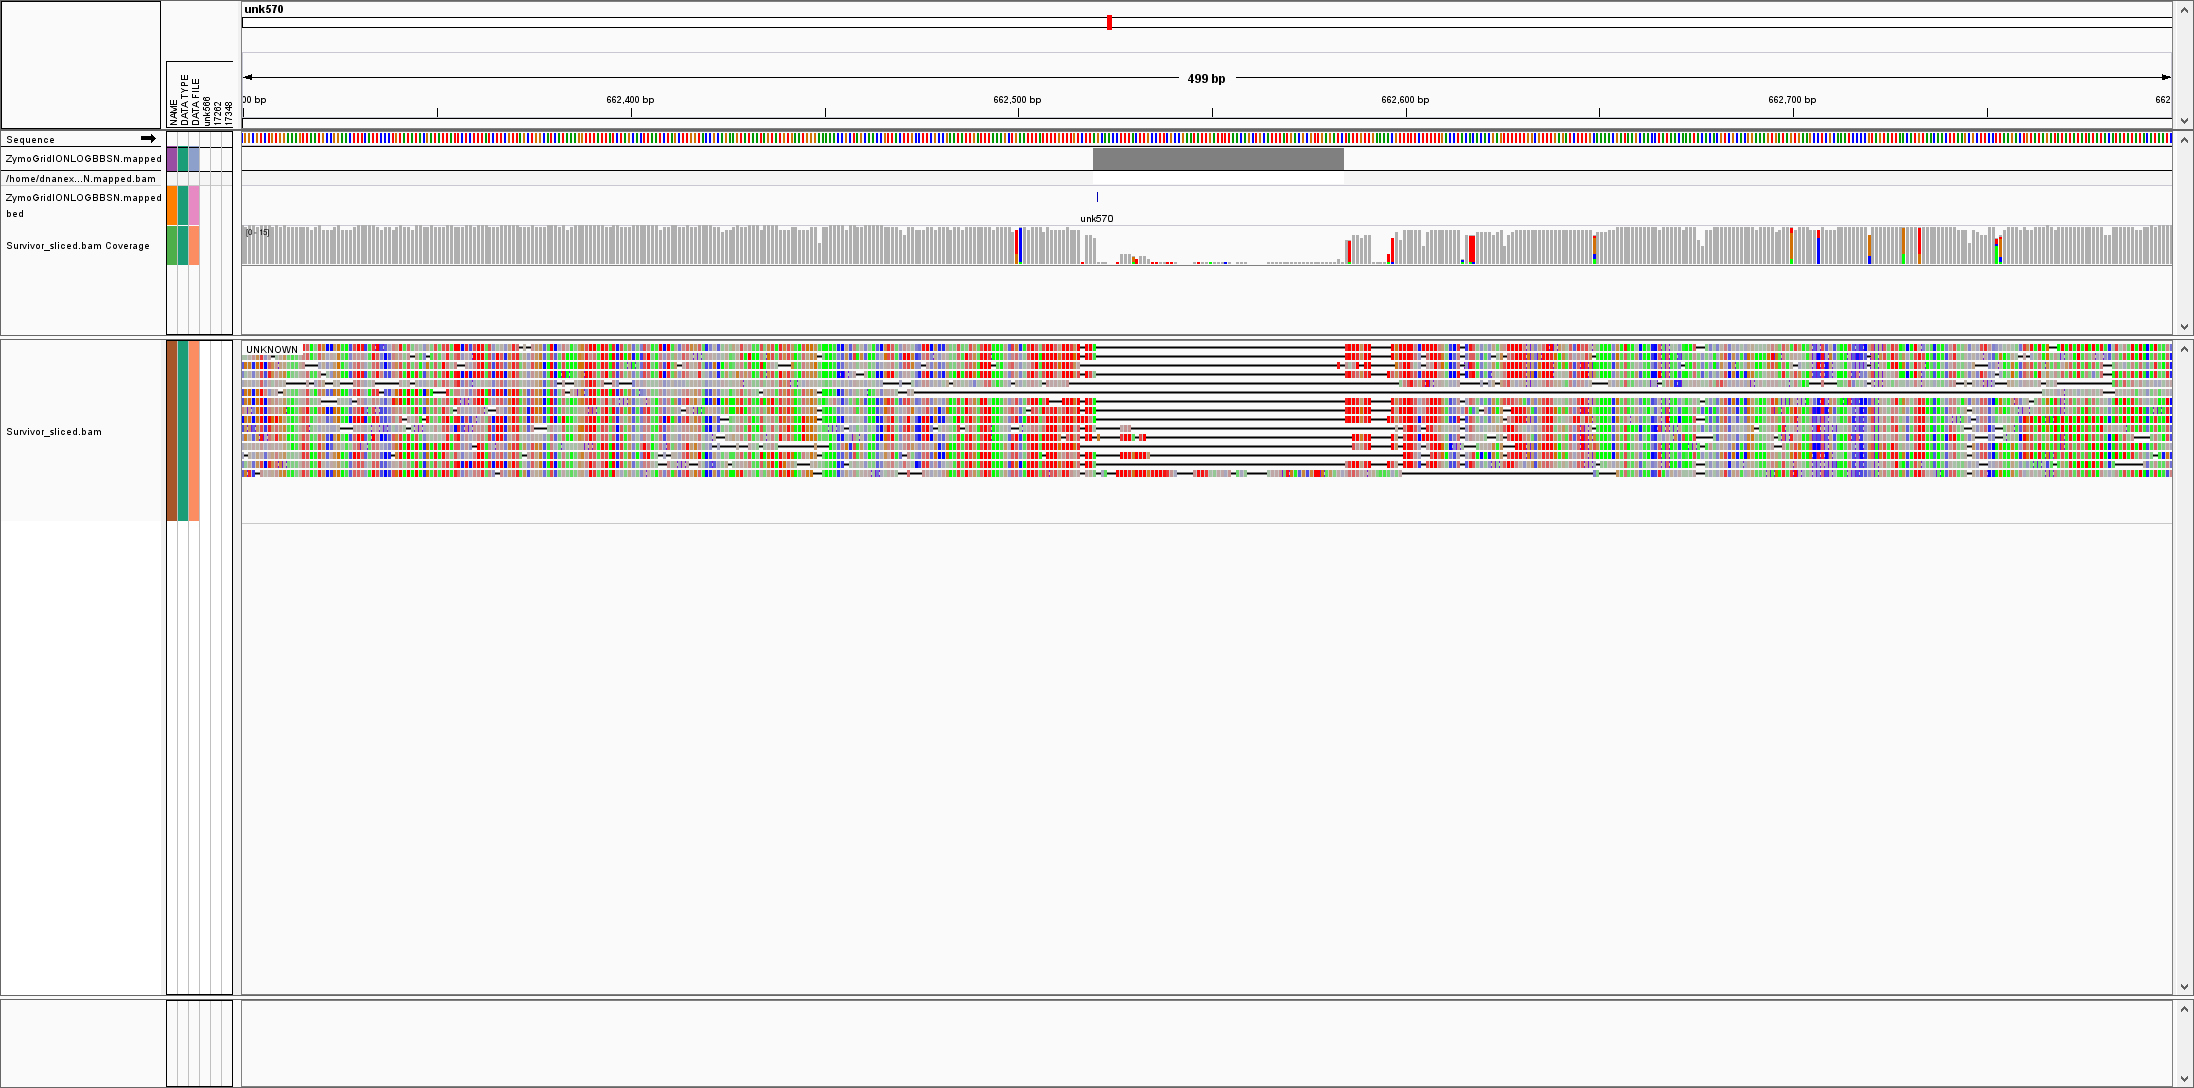 unk570
499 bp
00 bp
662,400 bp
662,500 bp
662,600 bp
662,700 bp
662
NAME
DATA TYPE
DATA FILE
unk566
17262
17348
Sequence
ZymoGridIONLOGBBSN.mapped
/home/dnanex...N.mapped.bam
ZymoGridIONLOGBBSN.mapped
bed
unk570
Survivor_sliced.bam Coverage
[0 - 15]
UNKNOWN
Survivor_sliced.bam